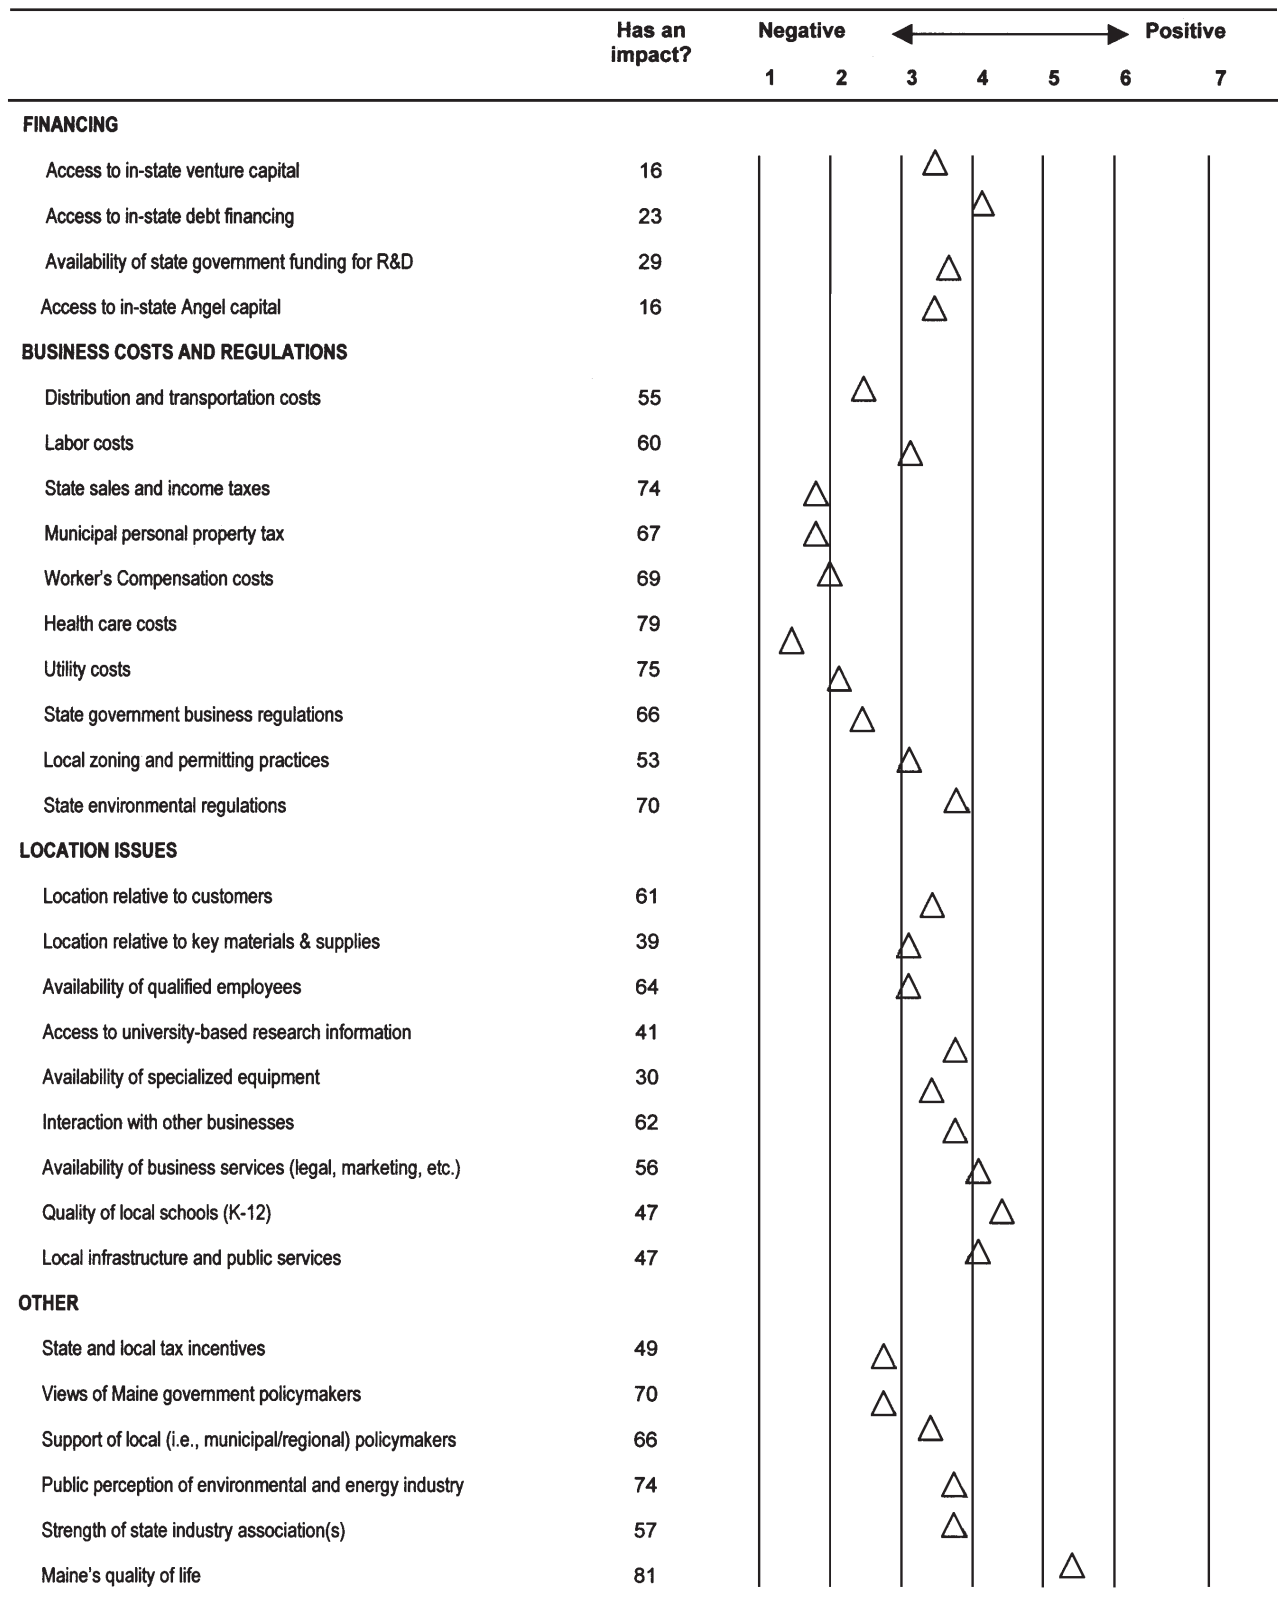 Has an impact? Negative Positive
1 2 3 4 5 6 7
FINANCING
Access to in-state venture capital 16
Access to in-state debt financing 23
Availability of state government funding for R&D 29
Access to in-state Angel capital 16
BUSINESS COSTS AND REGULATIONS
Distribution and transportation costs 55
Labor costs 60
State sales and income taxes 74
Municipal personal property tax 67
Worker's Compensation costs 69
Health care costs 79
Utility costs 75
State government business regulations 66
Local zoning and permitting practices 53
State environmental regulations 70
LOCATION ISSUES
Location relative to customers 61
Location relative to key materials & supplies 39
Availability of qualified employees 64
Access to university-based research information 41
Availability of specialized equipment 30
Interaction with other businesses 62
Availability of business services (legal, marketing, etc.) 56
Quality of local schools (K-12) 47
Local infrastructure and public services 47
OTHER
State and local tax incentives 49
Views of Maine government policymakers 70
Support of local (i.e., municipal/regional) policymakers 66
Public perception of environmental and energy industry 74
Strength of state industry association(s) 57
Maine's quality of life 81